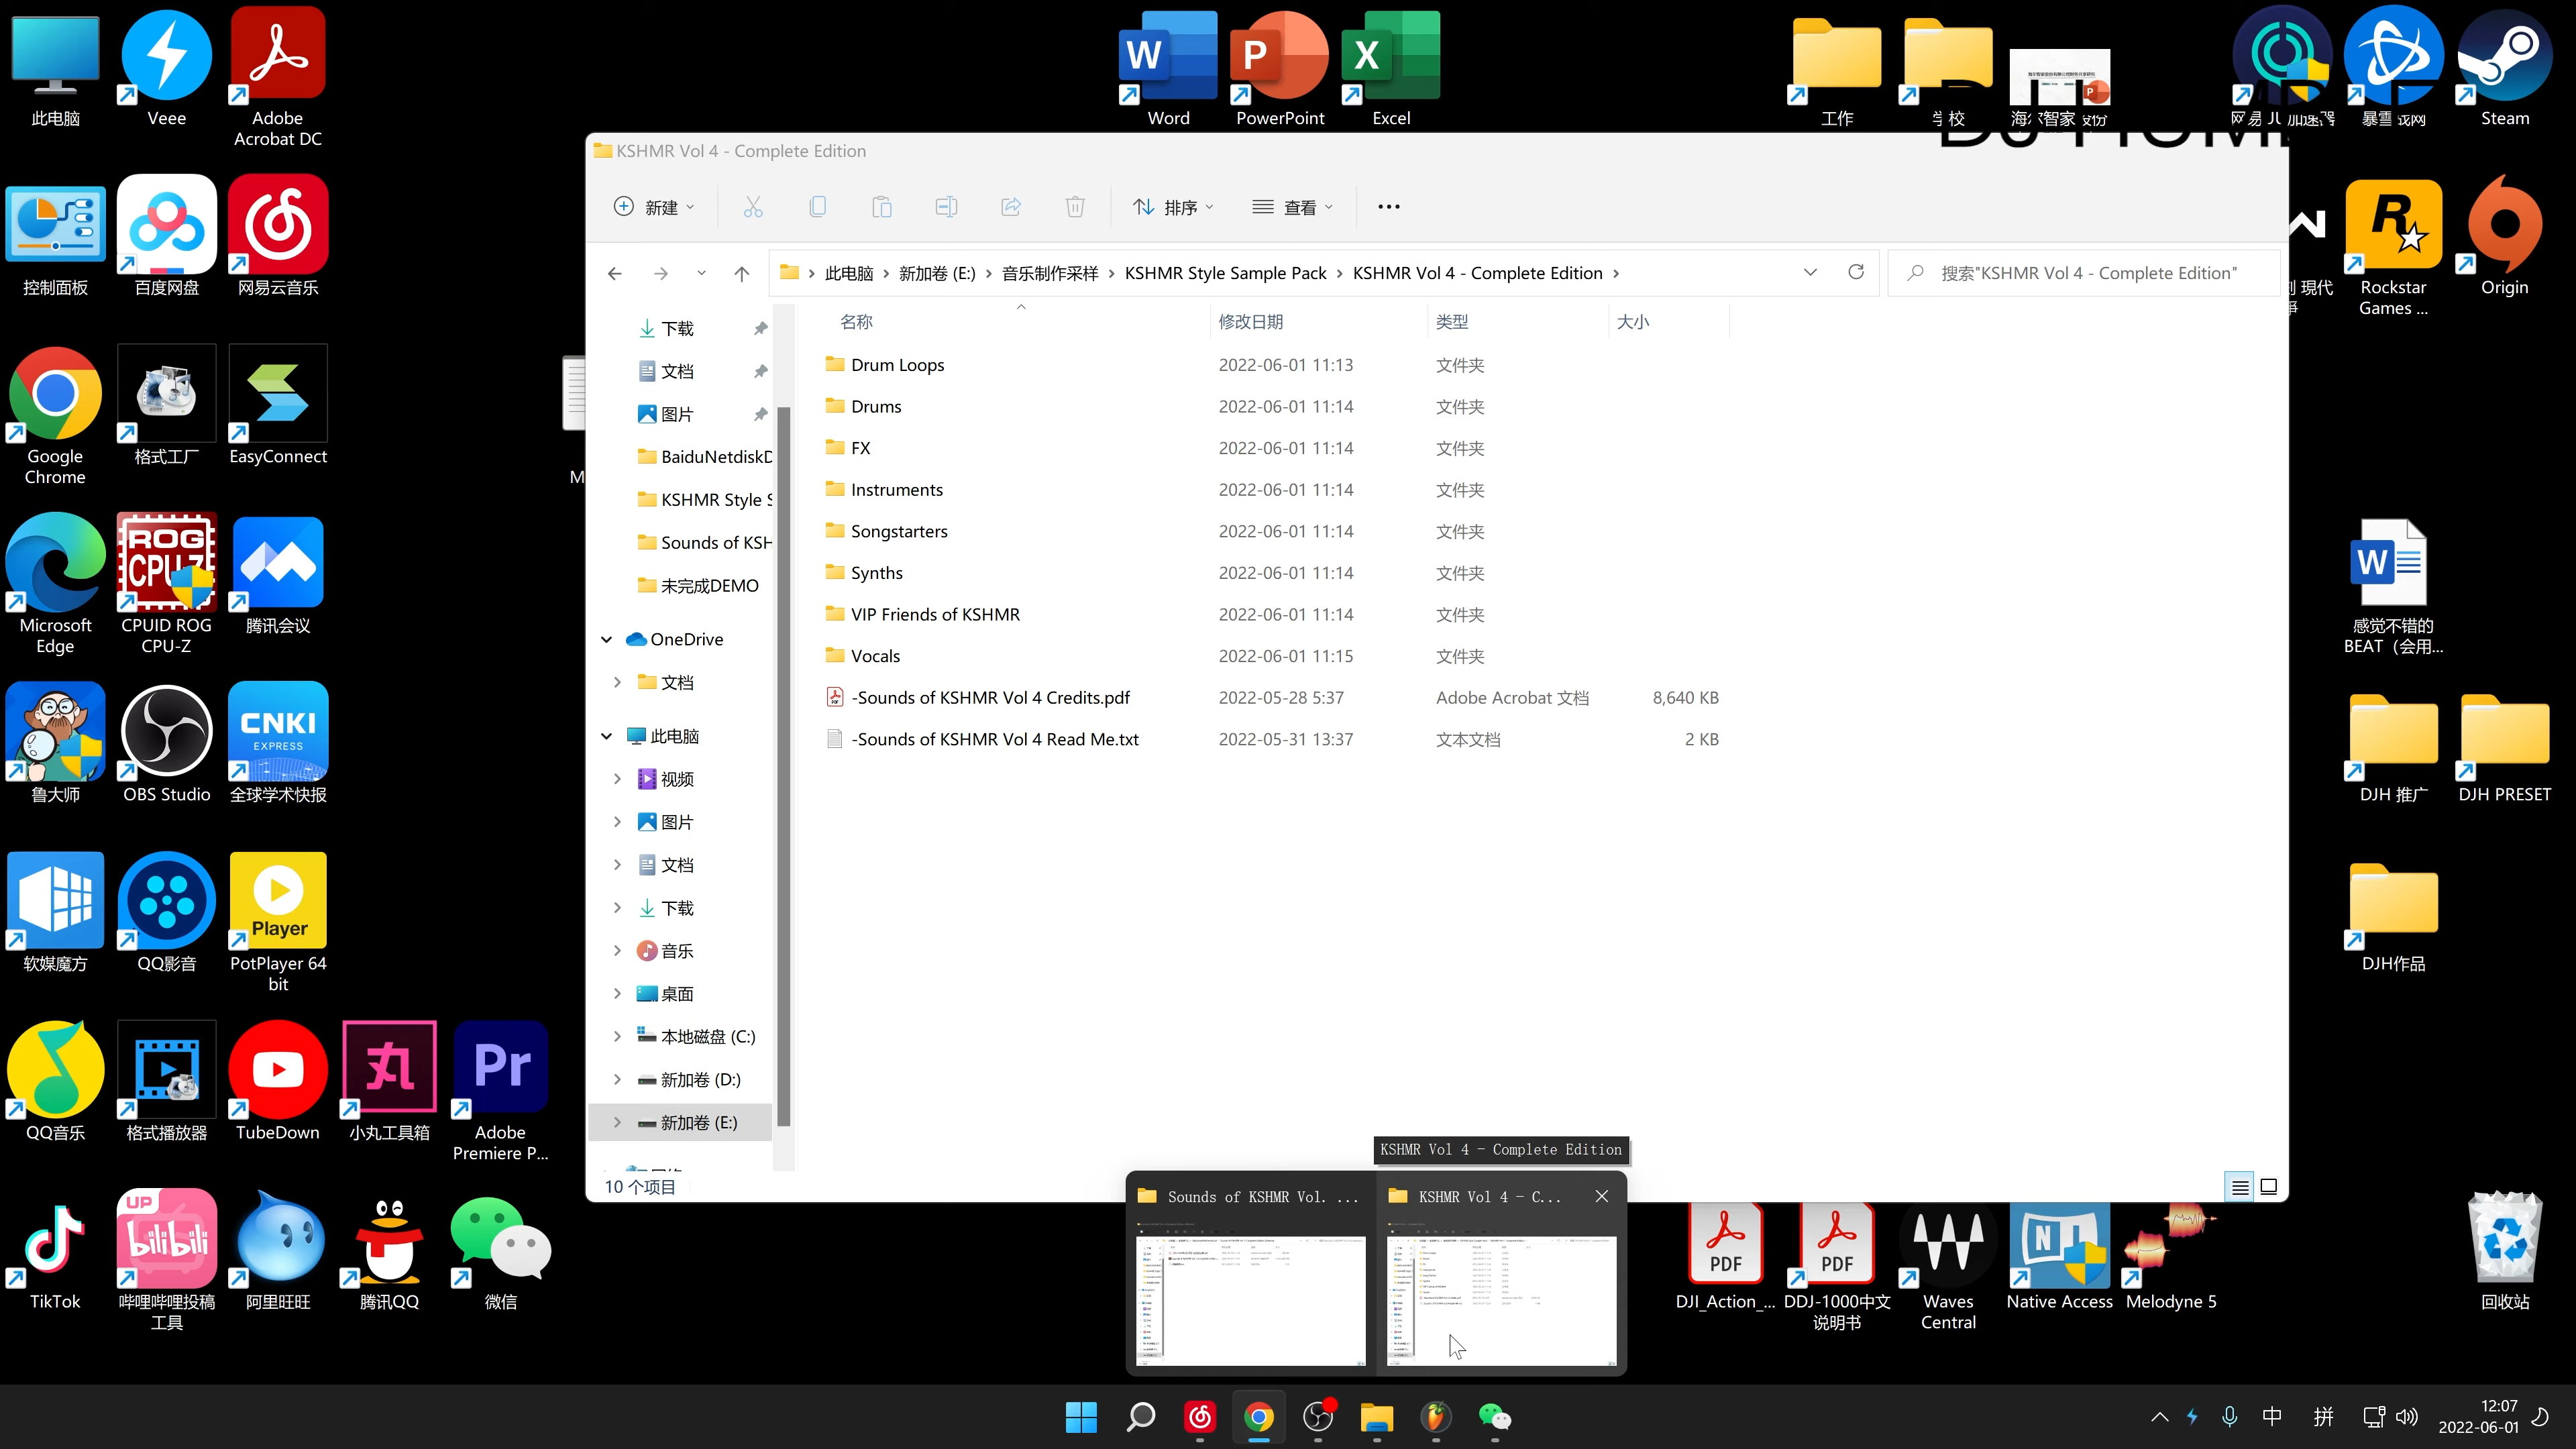 此电脑
Veee
Adobe
Acrobat DC
Word
PowerPoint
Excel
工作
学校
海尔智家
Steam
KSHMR Vol 4 - Complete Edition
新建
排序
查看
此电脑
新加卷 (E:)
音乐制作采样
KSHMR Style Sample Pack
KSHMR Vol 4 - Complete Edition
搜索"KSHMR Vol 4 - Complete Edition"
控制面板
百度网盘
网易云音乐
現代
Rockstar
Games ...
Origin
名称
修改日期
类型
大小
下载
文档
图片
BaiduNetdiskD
KSHMR Style S
Sounds of KSH
未完成DEMO
OneDrive
文档
此电脑
视频
图片
文档
下载
音乐
桌面
本地磁盘 (C:)
新加卷 (D:)
新加卷 (E:)
10 个项目
Drum Loops 2022-06-01 11:13 文件夹
Drums 2022-06-01 11:14 文件夹
FX 2022-06-01 11:14 文件夹
Instruments 2022-06-01 11:14 文件夹
Songstarters 2022-06-01 11:14 文件夹
Synths 2022-06-01 11:14 文件夹
VIP Friends of KSHMR 2022-06-01 11:14 文件夹
Vocals 2022-06-01 11:15 文件夹
-Sounds of KSHMR Vol 4 Credits.pdf 2022-05-28 5:37 Adobe Acrobat 文档 8,640 KB
-Sounds of KSHMR Vol 4 Read Me.txt 2022-05-31 13:37 文本文档 2 KB
Google
Chrome
格式工厂
EasyConnect
M
ROG
CPU-Z
Microsoft
Edge
CPUID ROG
CPU-Z
腾讯会议
感觉不错的
BEAT（会用...
CNKI
EXPRESS
鲁大师
OBS Studio
全球学术快报
DJH 推广
DJH PRESET
Player
软媒魔方
QQ影音
PotPlayer 64
bit
DJH作品
丸
Pr
QQ音乐
格式播放器
TubeDown
小丸工具箱
Adobe
Premiere P...
KSHMR Vol 4 - Complete Edition
Sounds of KSHMR Vol. ...
KSHMR Vol 4 - C...
UP
bilibili
TikTok
哔哩哔哩投稿
工具
阿里旺旺
腾讯QQ
微信
PDF
PDF
DJI_Action_...
DDJ-1000中文
说明书
Waves
Central
Native Access
Melodyne 5
回收站
中
拼
12:07
2022-06-01